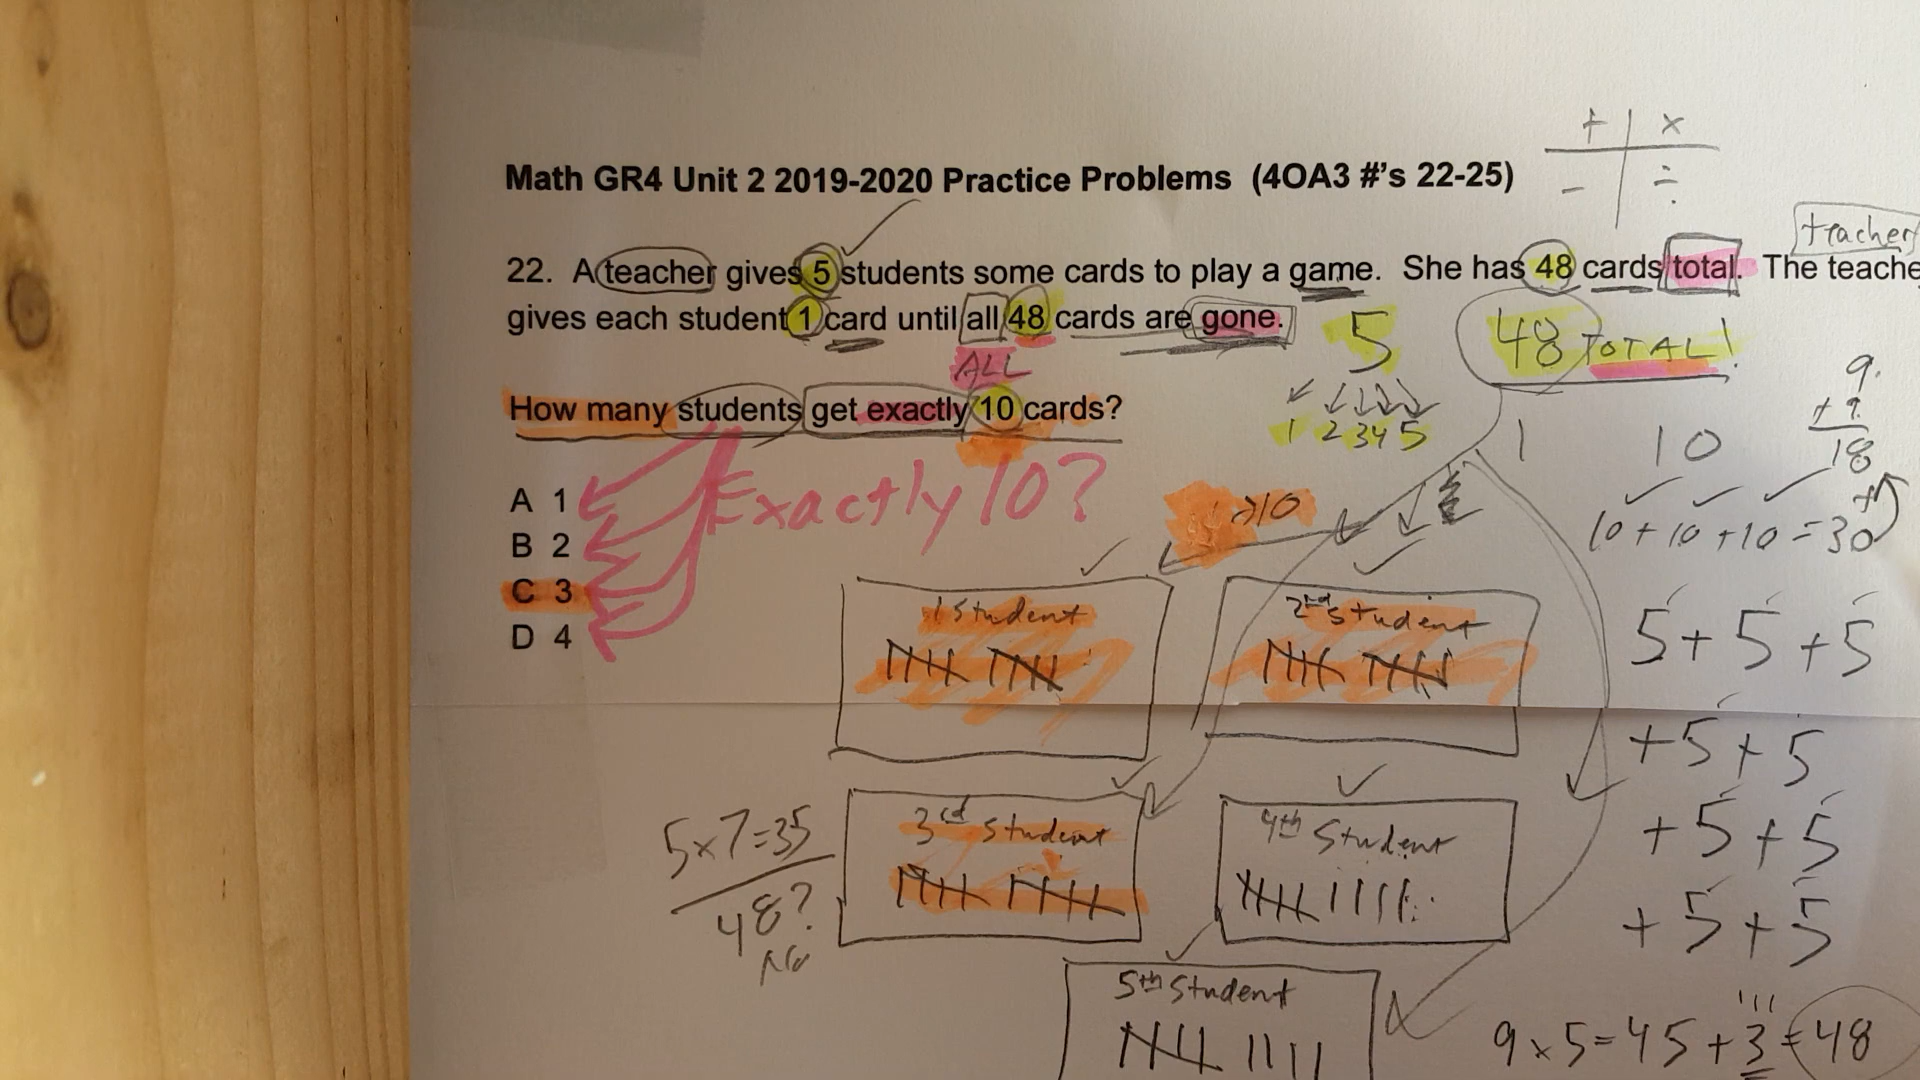 + x
- ÷
Math GR4 Unit 2 2019-2020 Practice Problems (4OA3 #'s 22-25)
teacher
22. A teacher gives 5 students some cards to play a game. She has 48 cards total. The teache
gives each student 1 card until all 48 cards are gone.
ALL
5
48 TOTAL!
1 2 3 4 5
How many students get exactly 10 cards?
A 1
B 2
C 3
D 4
Exactly 10?
1 10
9
+ 9
18
10 + 10 + 10 = 30
+
1 Student
2nd Student
3rd Student
4th Student
5th Student
5 x 7 = 35
48?
No
5 + 5 + 5
+ 5 + 5
+ 5 + 5
+ 5 + 5
9 x 5 = 45 + 3 = 48